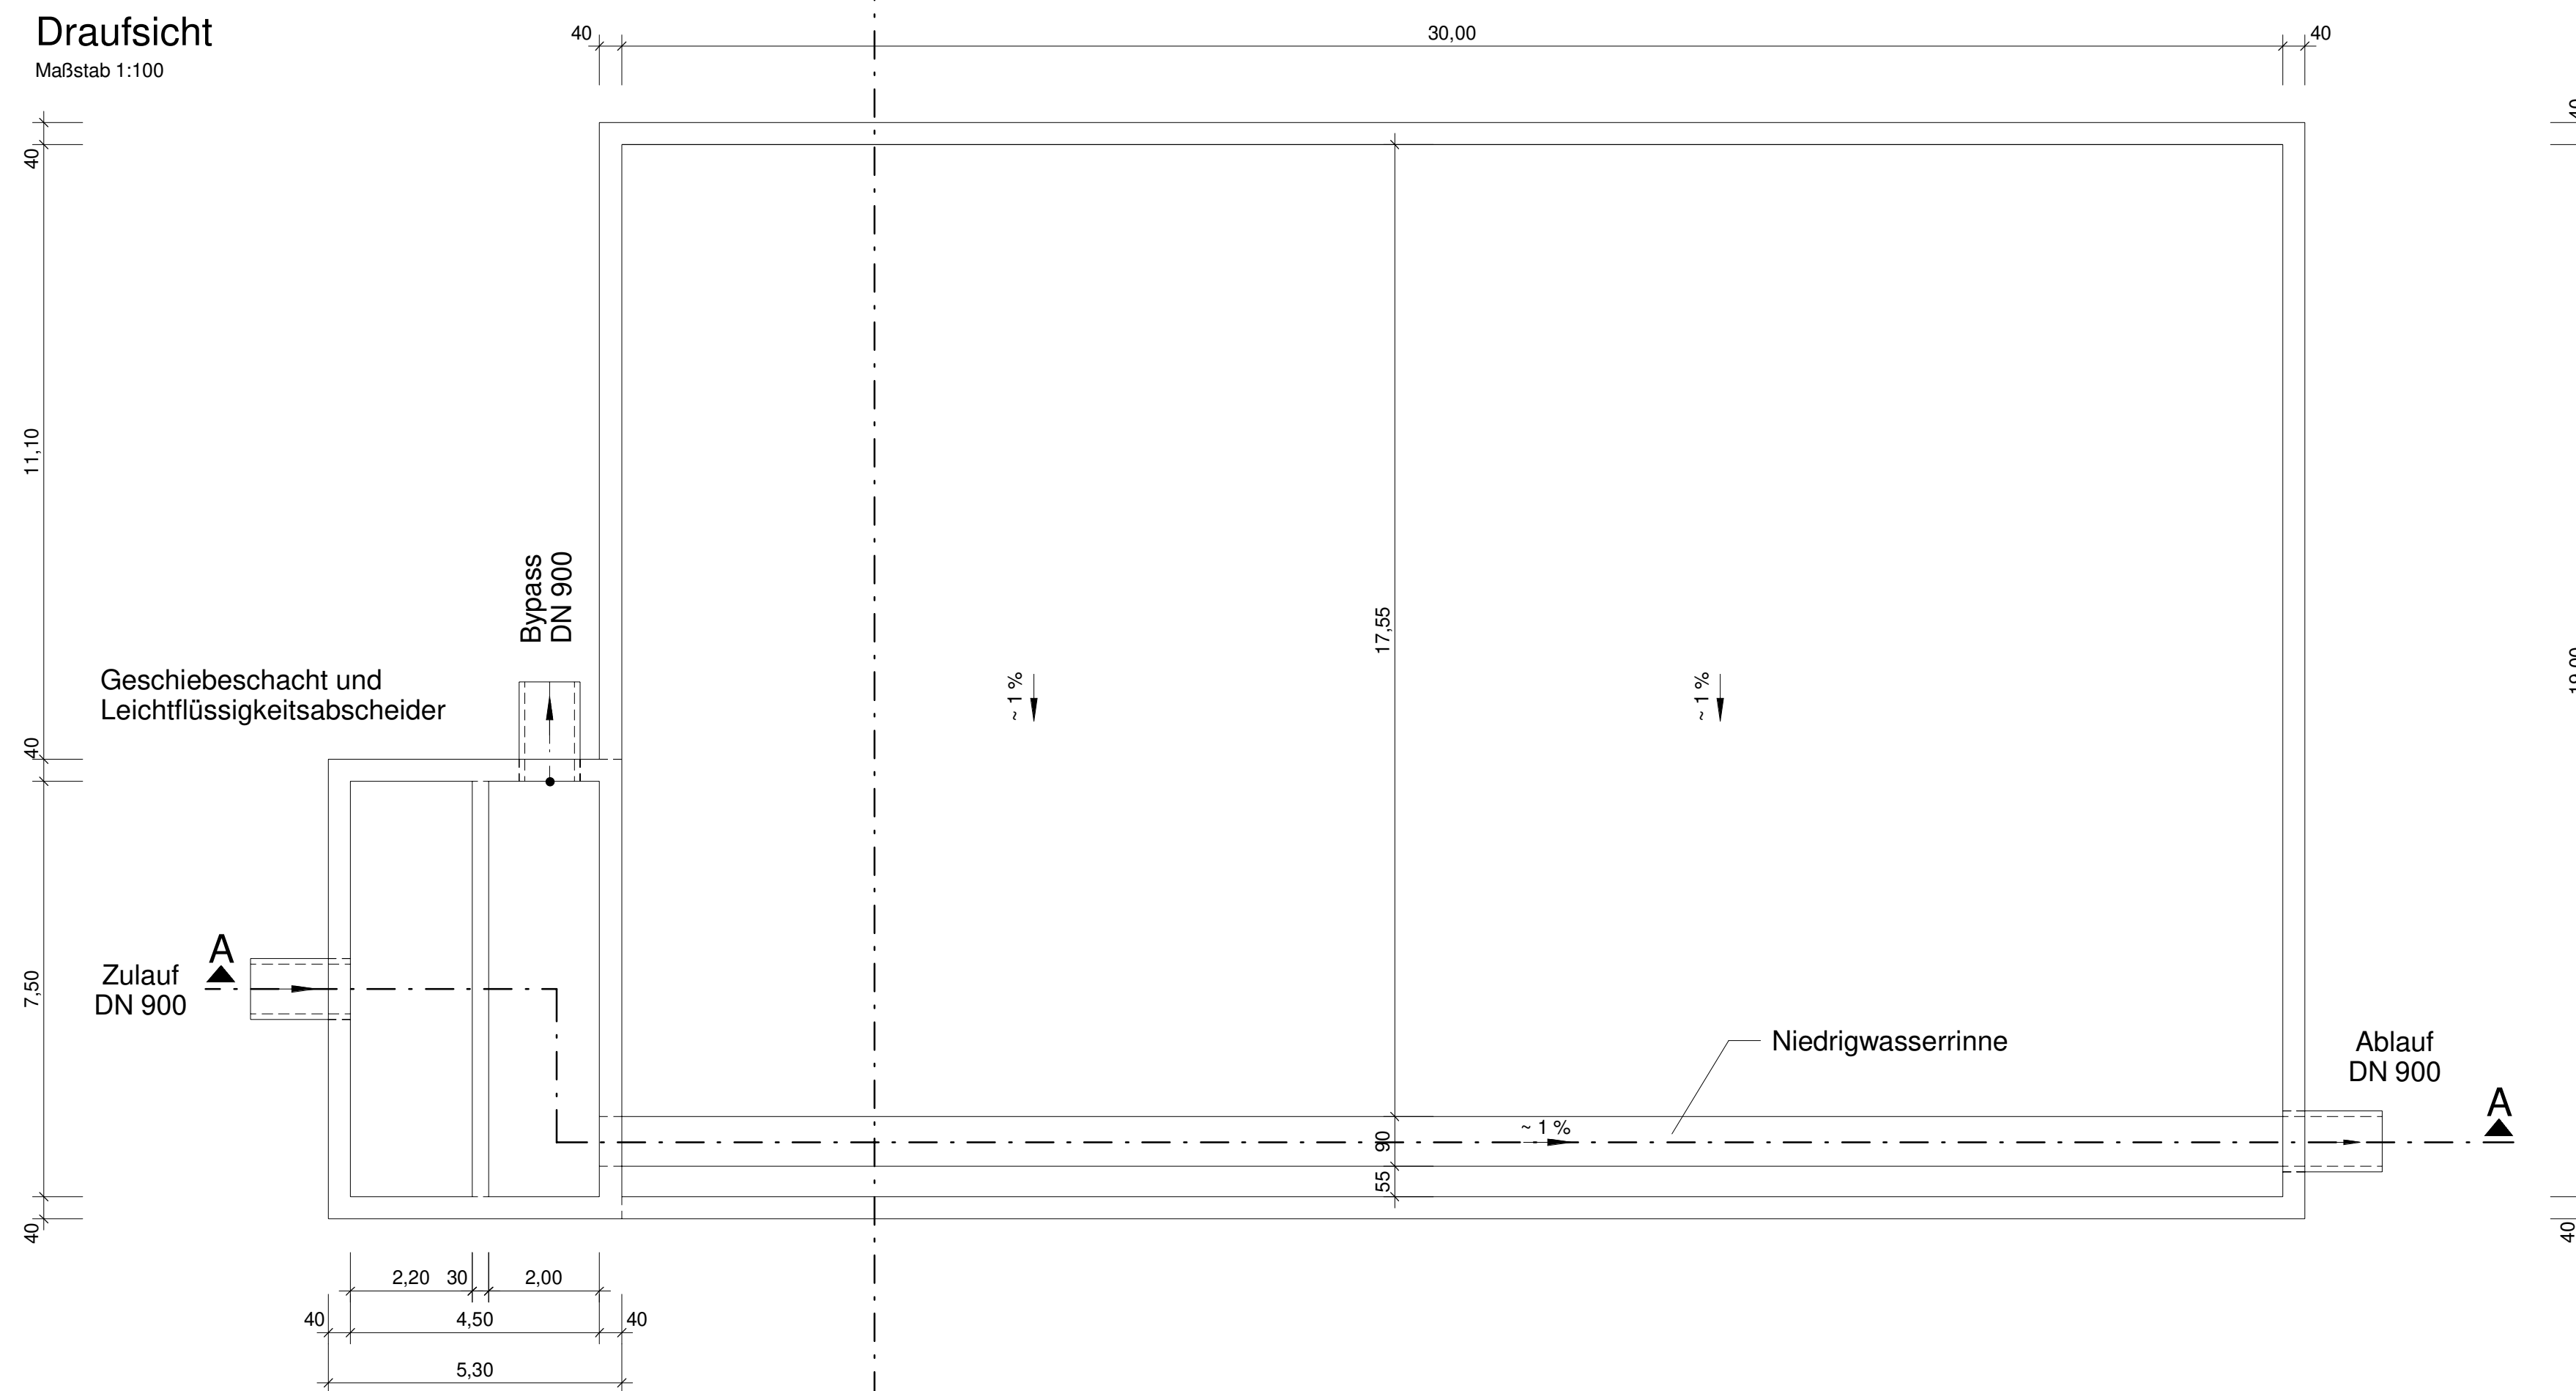 Draufsicht
Maßstab 1:100
40
30,00
40
40
40
11,10
17,55
Bypass
DN 900
Geschiebeschacht und
Leichtflüssigkeitsabscheider
~ 1 %
~ 1 %
40
A
Zulauf
DN 900
7,50
Niedrigwasserrinne
Ablauf
DN 900
A
~ 1 %
90
55
40
40
2,20
30
2,00
40
4,50
40
5,30